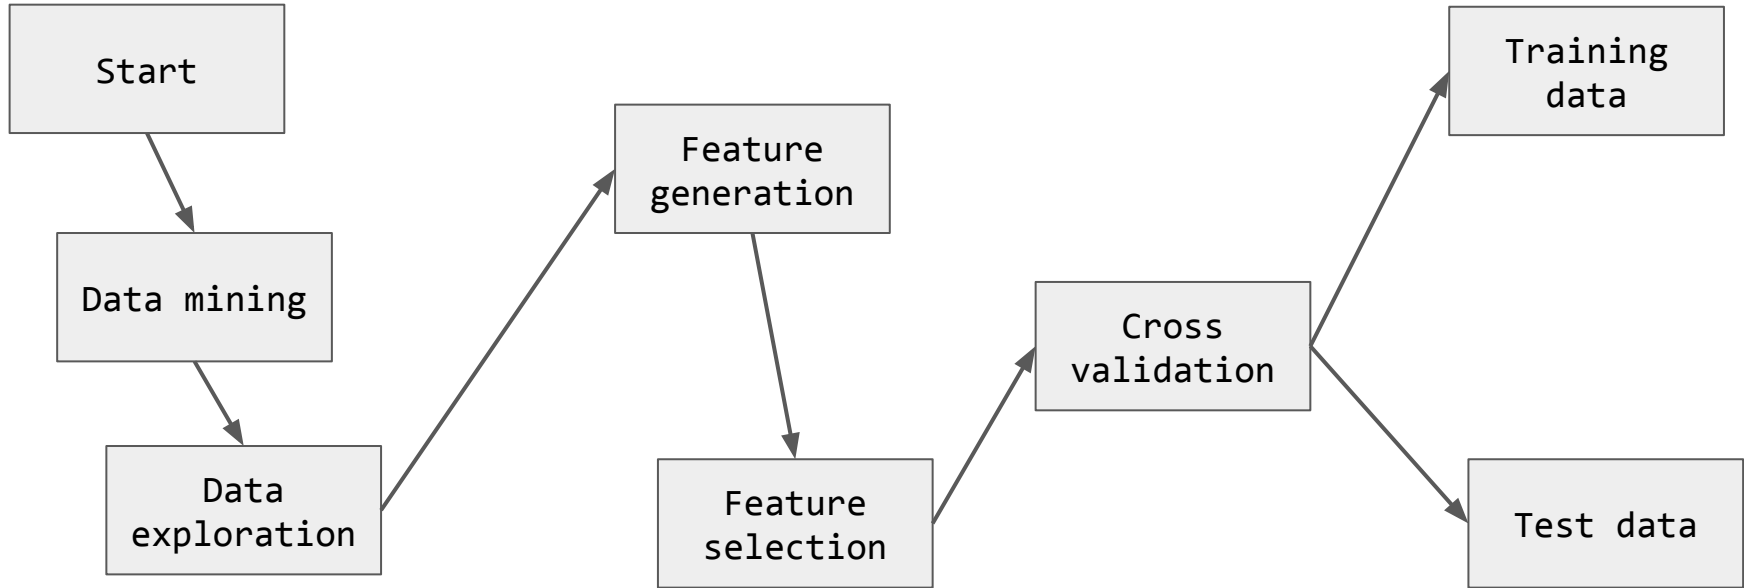 Start
Data mining
Data
exploration
Feature
generation
Feature
selection
Cross
validation
Training
data
Test data